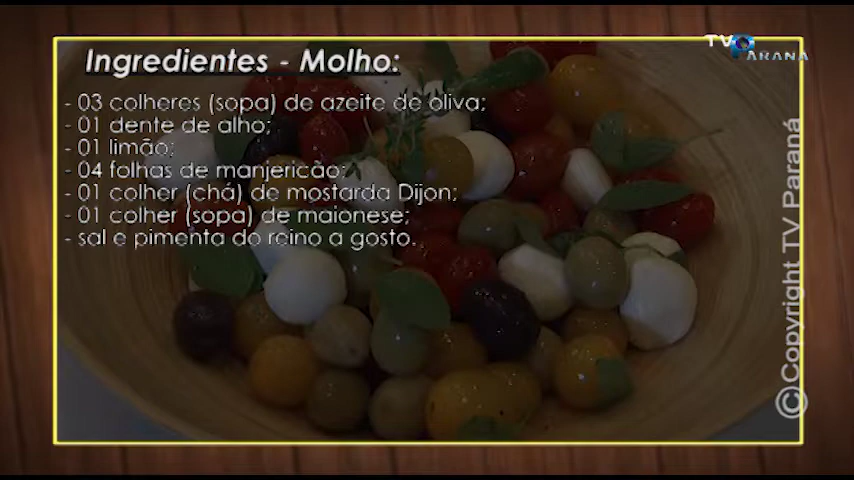 TV PARANÁ
Ingredientes - Molho:
- 03 colheres (sopa) de azeite de oliva;
- 01 dente de alho;
- 01 limão;
- 04 folhas de manjericão;
- 01 colher (chá) de mostarda Dijon;
- 01 colher (sopa) de maionese;
- sal e pimenta do reino a gosto.
© Copyright TV Paraná